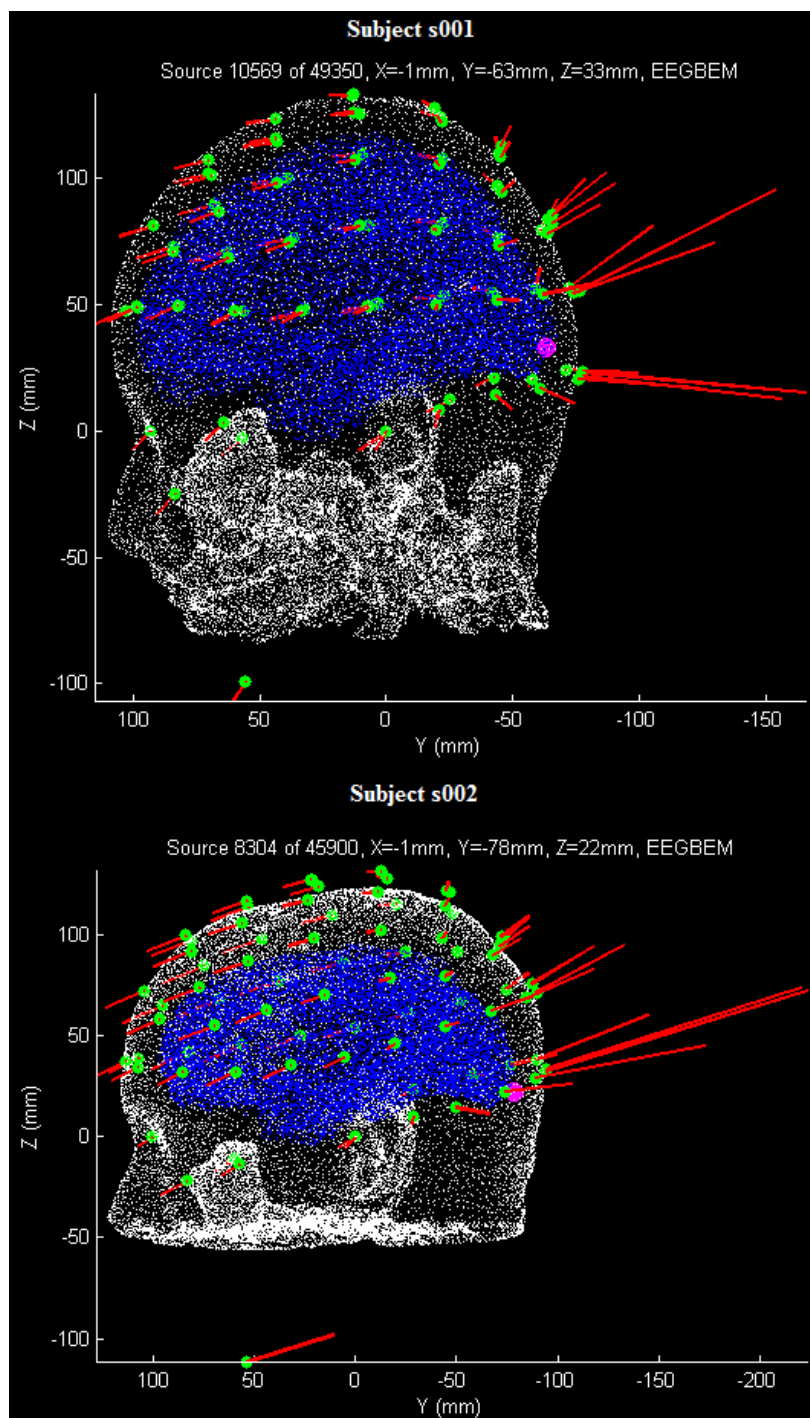 Subject s001
Source 10569 of 49350, X=-1mm, Y=-63mm, Z=33mm, EEGBEM
100
50
0
-50
-100
Z (mm)
100 50 0 -50 -100 -150
Y (mm)
Subject s002
Source 8304 of 45900, X=-1mm, Y=-78mm, Z=22mm, EEGBEM
100
50
0
-50
-100
Z (mm)
100 50 0 -50 -100 -150 -200
Y (mm)